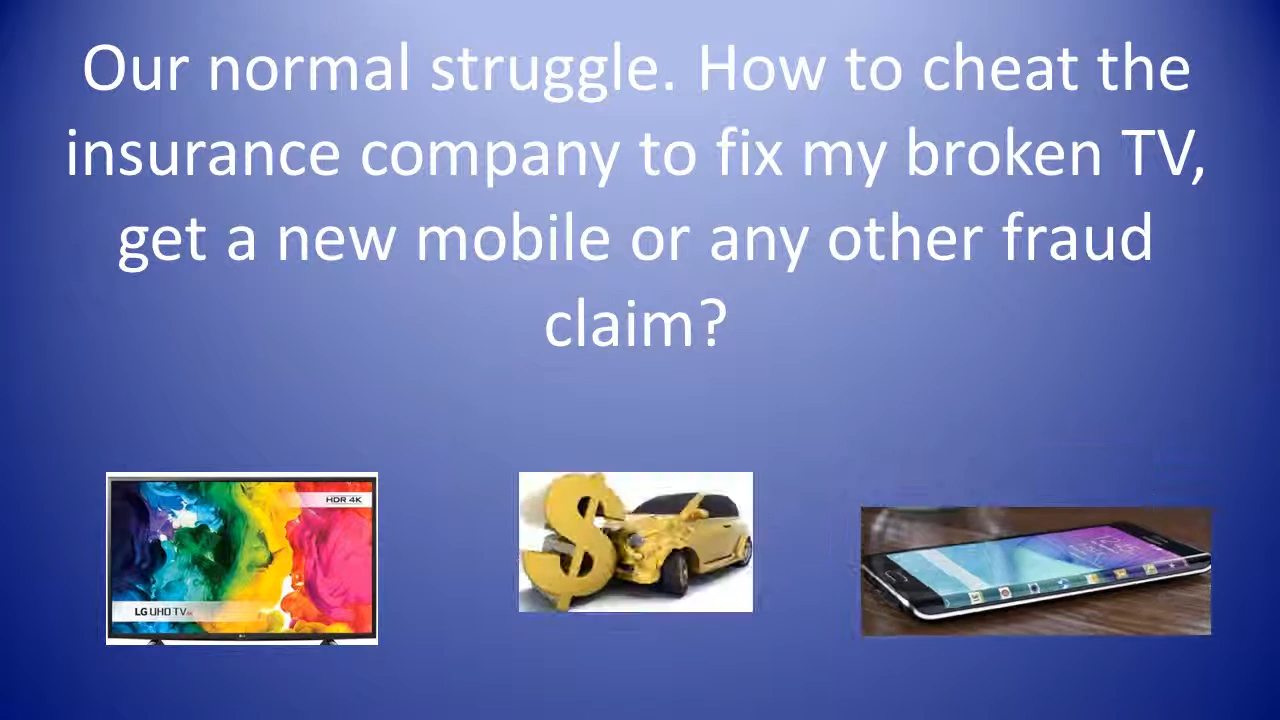 Our normal struggle. How to cheat the
insurance company to fix my broken TV,
get a new mobile or any other fraud
claim?
HDR 4K
LG UHD TV